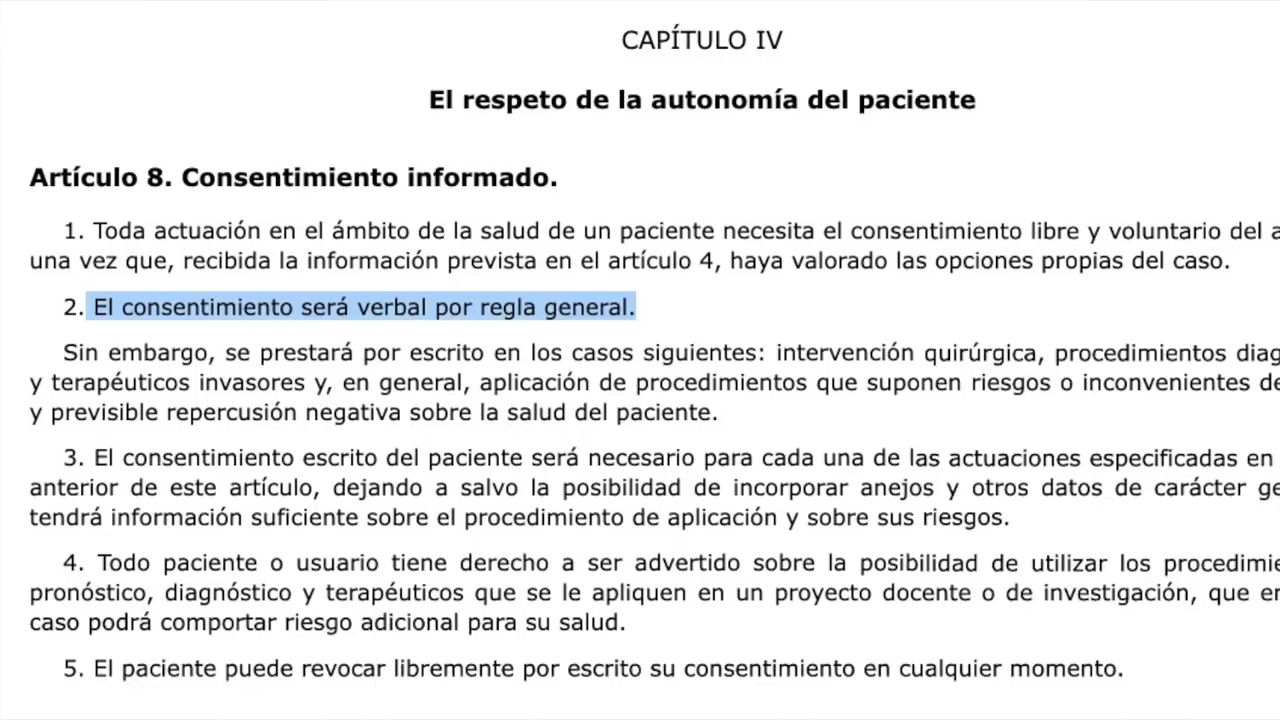 CAPÍTULO IV
El respeto de la autonomía del paciente
Artículo 8. Consentimiento informado.
1. Toda actuación en el ámbito de la salud de un paciente necesita el consentimiento libre y voluntario del
una vez que, recibida la información prevista en el artículo 4, haya valorado las opciones propias del caso.
2. El consentimiento será verbal por regla general.
Sin embargo, se prestará por escrito en los casos siguientes: intervención quirúrgica, procedimientos
y terapéuticos invasores y, en general, aplicación de procedimientos que suponen riesgos o inconvenientes
y previsible repercusión negativa sobre la salud del paciente.
3. El consentimiento escrito del paciente será necesario para cada una de las actuaciones especificadas en
anterior de este artículo, dejando a salvo la posibilidad de incorporar anejos y otros datos de carácter
tendrá información suficiente sobre el procedimiento de aplicación y sobre sus riesgos.
4. Todo paciente o usuario tiene derecho a ser advertido sobre la posibilidad de utilizar los
pronóstico, diagnóstico y terapéuticos que se le apliquen en un proyecto docente o de investigación, que
caso podrá comportar riesgo adicional para su salud.
5. El paciente puede revocar libremente por escrito su consentimiento en cualquier momento.